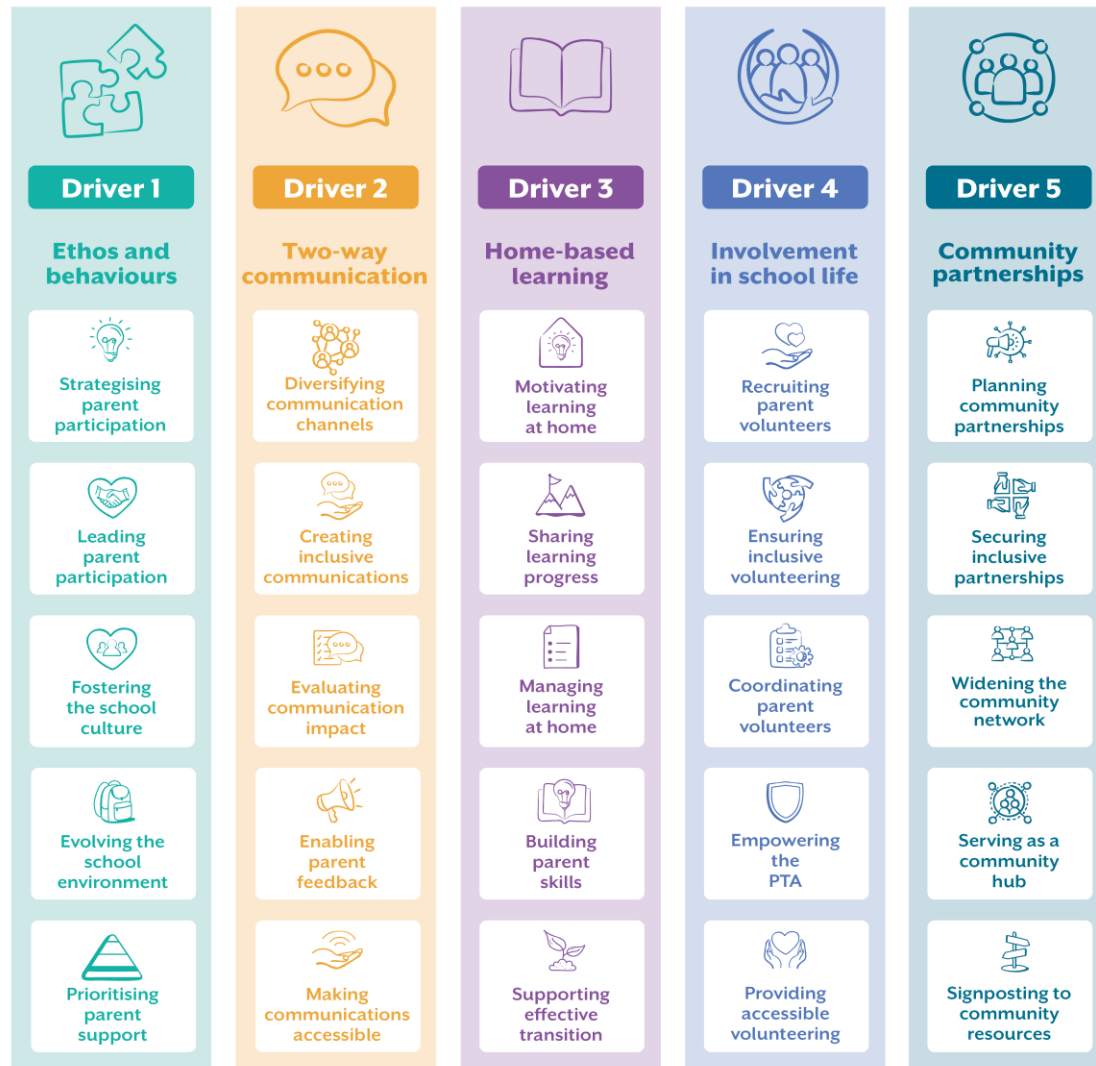 Driver 1
Ethos and
behaviours
Strategising
parent
participation
Leading
parent
participation
Fostering
the school
culture
Evolving the
school
environment
Prioritising
parent
support
Driver 2
Two-way
communication
Diversifying
communication
channels
Creating
inclusive
communications
Evaluating
communication
impact
Enabling
parent
feedback
Making
communications
accessible
Driver 3
Home-based
learning
Motivating
learning
at home
Sharing
learning
progress
Managing
learning
at home
Building
parent
skills
Supporting
effective
transition
Driver 4
Involvement
in school life
Recruiting
parent
volunteers
Ensuring
inclusive
volunteering
Coordinating
parent
volunteers
Empowering
the
PTA
Providing
accessible
volunteering
Driver 5
Community
partnerships
Planning
community
partnerships
Securing
inclusive
partnerships
Widening the
community
network
Serving as a
community
hub
Signposting to
community
resources